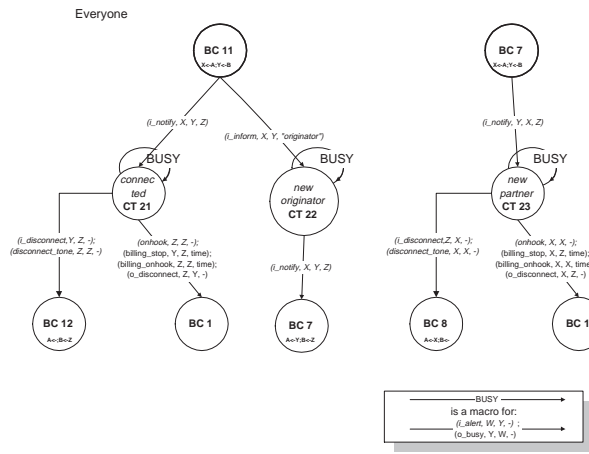 Everyone
BC 11
X<-A;Y<-B
BC 7
X<-A;Y<-B
(i_notify, X, Y, Z)
(i_inform, X, Y, "originator")
(i_notify, Y, X, Z)
BUSY
BUSY
BUSY
connec
ted
CT 21
new
originator
CT 22
new
partner
CT 23
(i_disconnect,Y, Z, -);
(disconnect_tone, Z, Z, -)
(onhook, Z, Z, -);
(billing_stop, Y, Z, time);
(billing_onhook, Z, Z, time);
(o_disconnect, Z, Y, -)
(i_notify, X, Y, Z)
(i_disconnect,Z, X, -);
(disconnect_tone, X, X, -)
(onhook, X, X, -);
(billing_stop, X, Z, time);
(billing_onhook, X, X, time
(o_disconnect, X, Z, -)
BC 12
A<-;B<-Z
BC 1
BC 7
A<-Y;B<-Z
BC 8
A<-X;B<-
BC 1
BUSY
is a macro for:
(i_alert, W, Y, -) ;
(o_busy, Y, W, -)